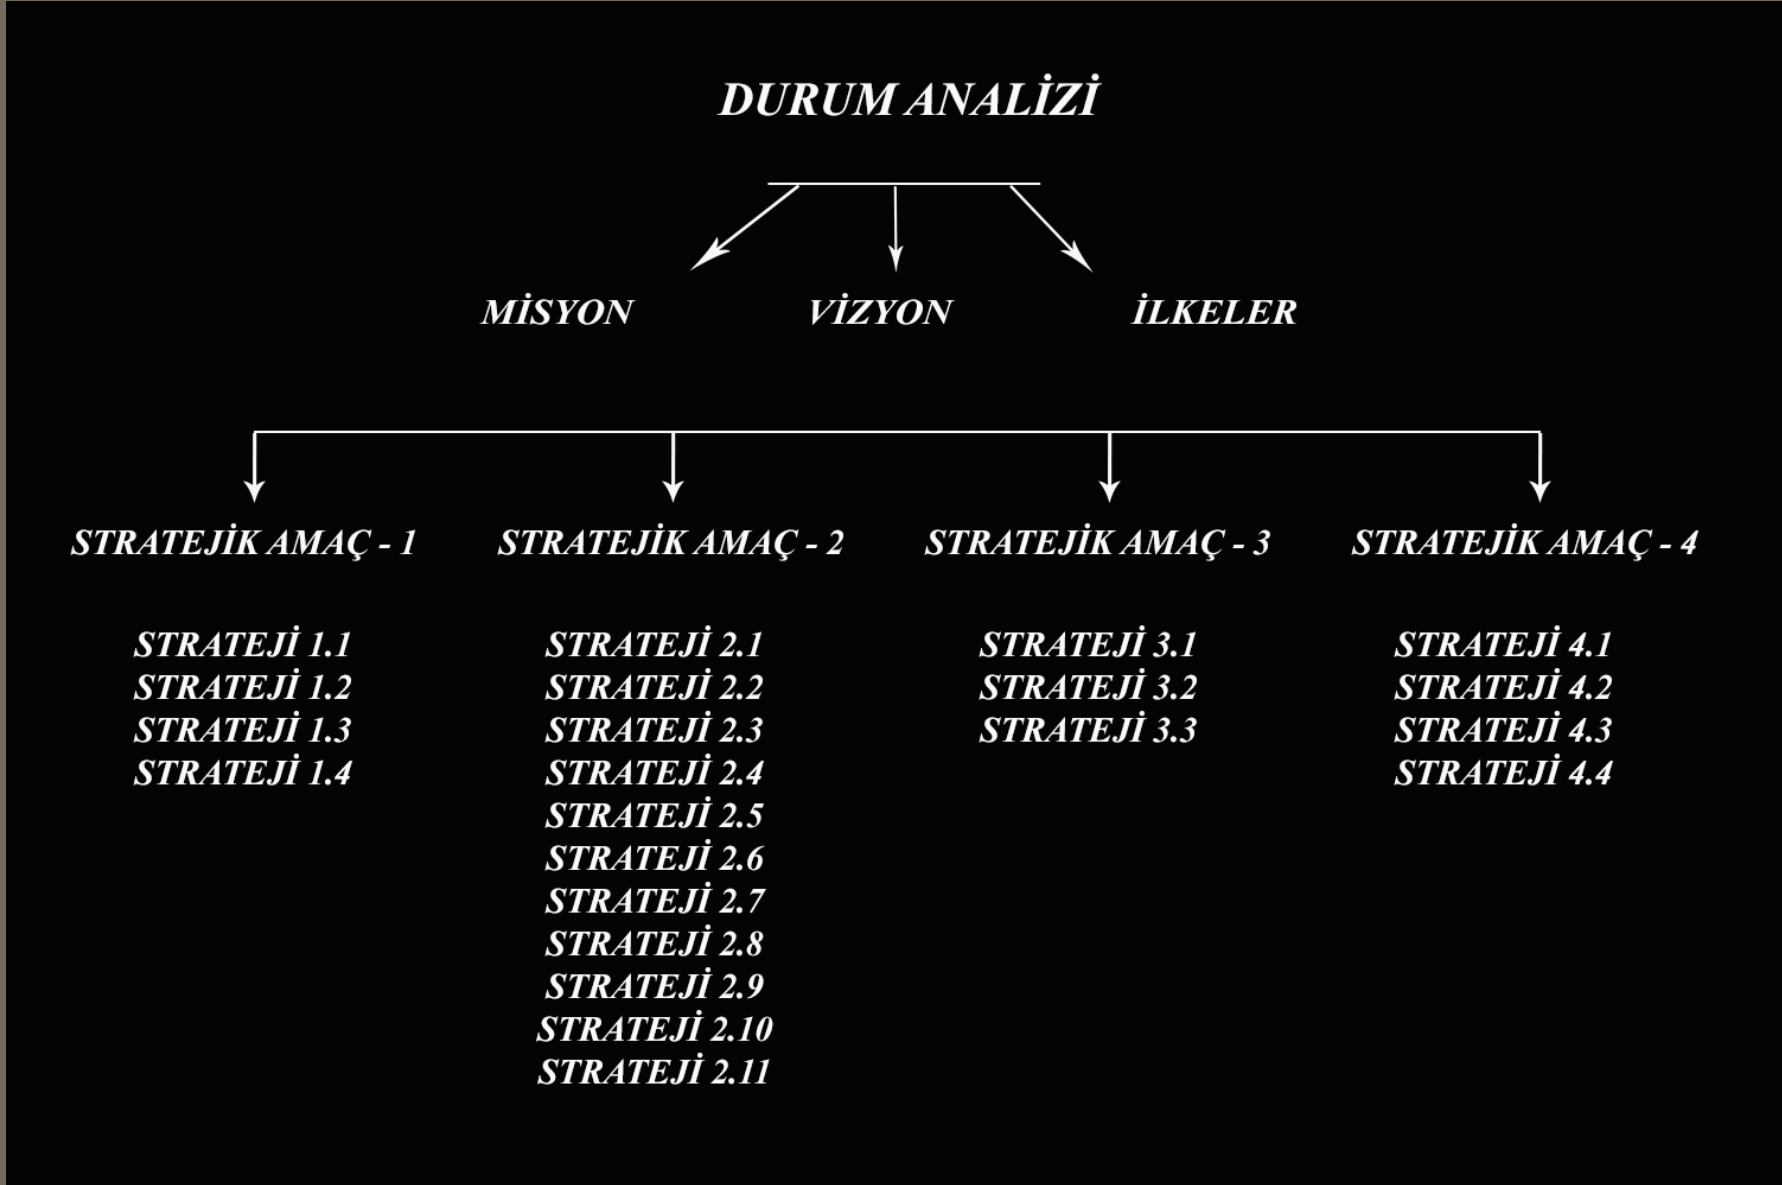 DURUM ANALİZİ
MİSYON VİZYON İLKELER
STRATEJİK AMAÇ - 1 STRATEJİK AMAÇ - 2 STRATEJİK AMAÇ - 3 STRATEJİK AMAÇ - 4
STRATEJİ 1.1 STRATEJİ 2.1 STRATEJİ 3.1 STRATEJİ 4.1
STRATEJİ 1.2 STRATEJİ 2.2 STRATEJİ 3.2 STRATEJİ 4.2
STRATEJİ 1.3 STRATEJİ 2.3 STRATEJİ 3.3 STRATEJİ 4.3
STRATEJİ 1.4 STRATEJİ 2.4 STRATEJİ 4.4
STRATEJİ 2.5
STRATEJİ 2.6
STRATEJİ 2.7
STRATEJİ 2.8
STRATEJİ 2.9
STRATEJİ 2.10
STRATEJİ 2.11